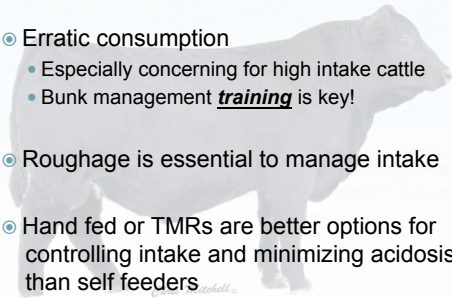 Erratic consumption
Especially concerning for high intake cattle
Bunk management training is key!
Roughage is essential to manage intake
Hand fed or TMRs are better options for
controlling intake and minimizing acidosis
than self feeders
Mitchell